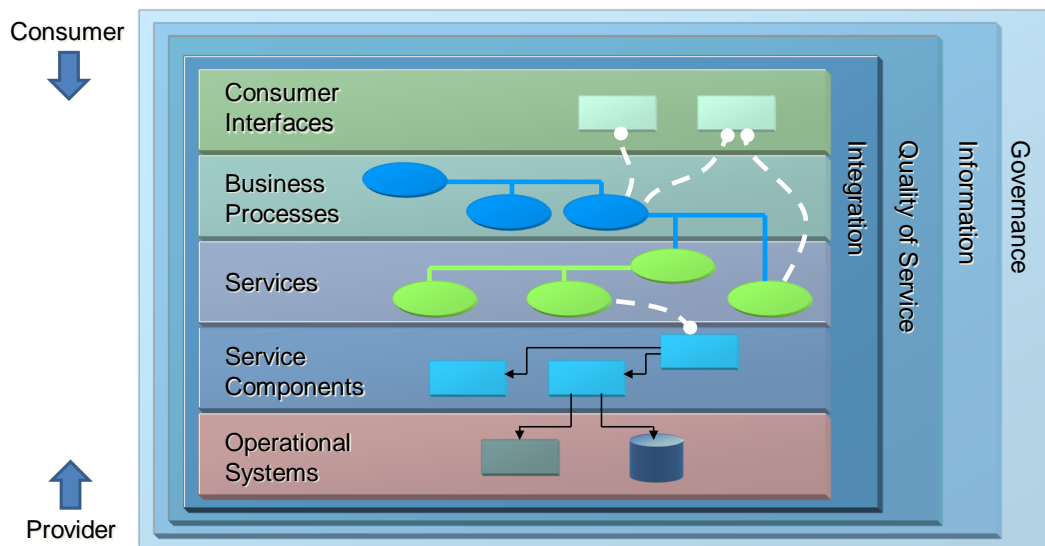 Consumer
Consumer
Interfaces
Business
Processes
Services
Service
Components
Operational
Systems
Integration
Quality of Service
Information
Governance
Provider